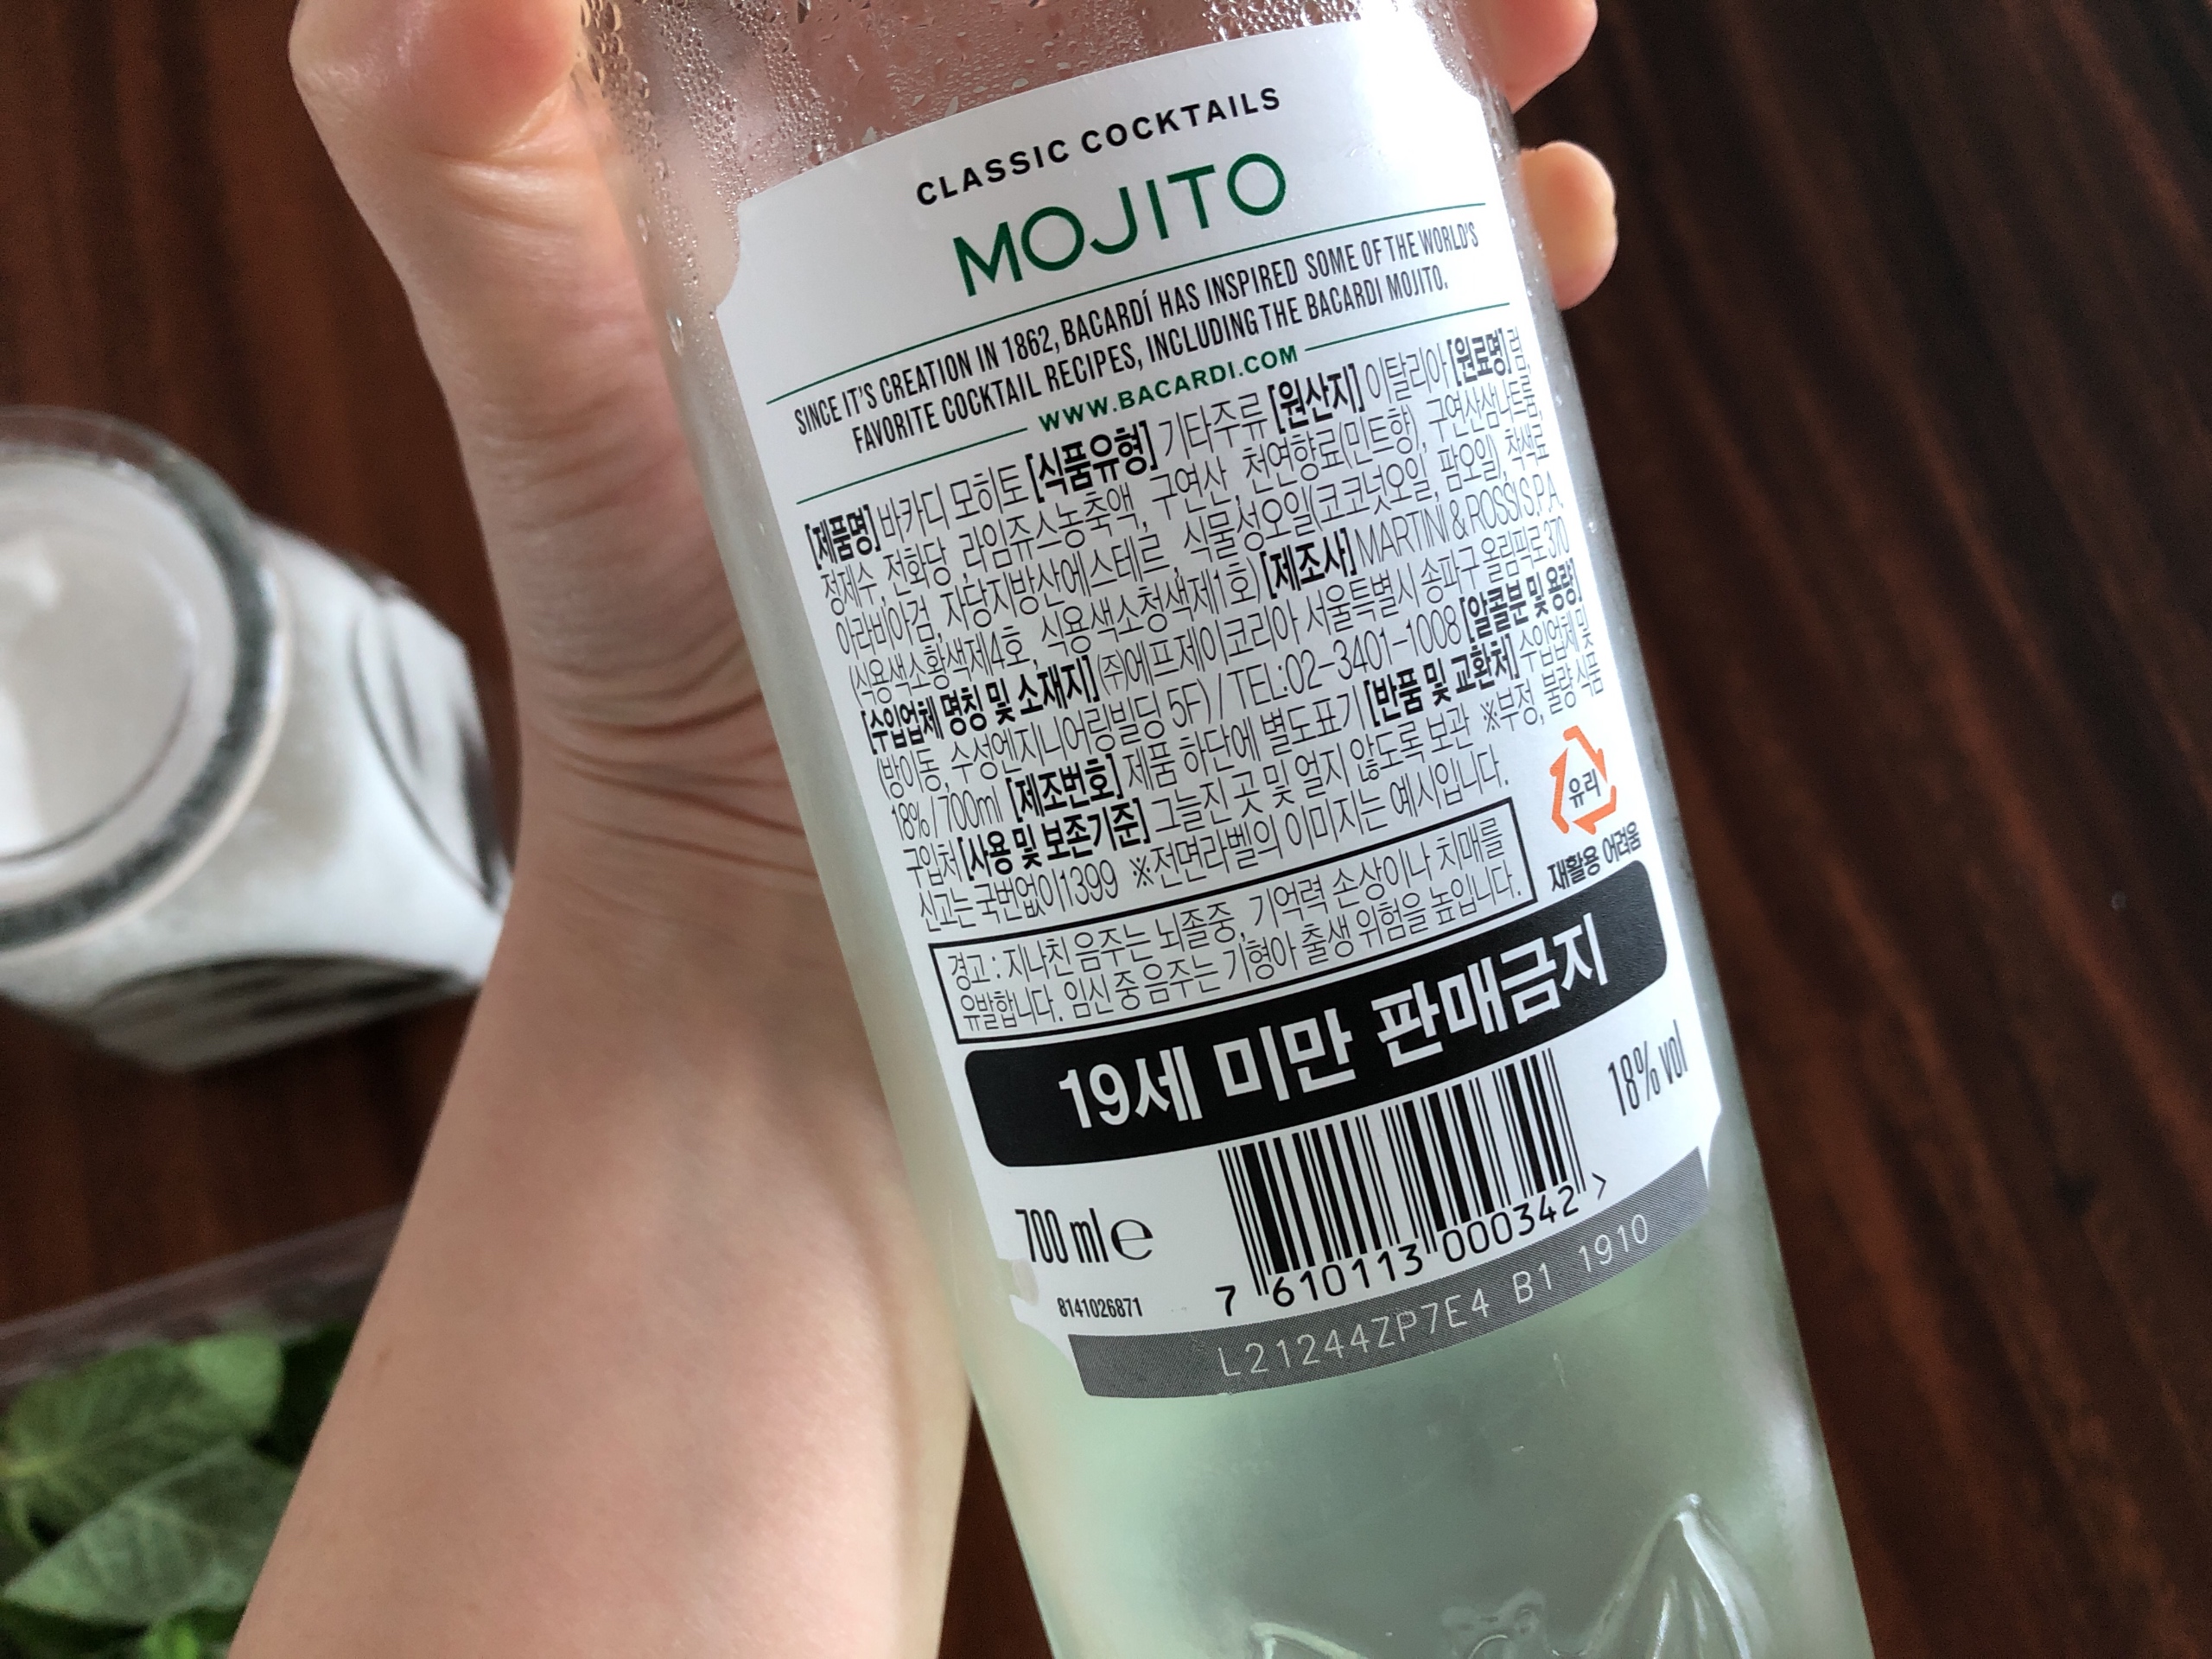 CLASSIC COCKTAILS
MOJITO
SINCE IT'S CREATION IN 1862, BACARDÍ HAS INSPIRED SOME OF THE WORLD'S
FAVORITE COCKTAIL RECIPES, INCLUDING THE BACARDI MOJITO.
WWW.BACARDI.COM
[제품명] 바카디 모히토 [식품유형] 기타주류 [원산지] 이탈리아 [원료명] 럼,
정제수, 전화당, 라임쥬스농축액, 구연산, 천연향료(민트향), 구연산삼나트륨,
아라비아검, 자당지방산에스테르, 식물성오일(코코넛오일, 팜오일), 착색료
(식용색소황색제4호, 식용색소청색제1호) [제조사] MARTINI & ROSSI S.P.A.
[수입업체 명칭 및 소재지] (주)에프제이코리아 서울특별시 송파구 올림픽로 370
(방이동, 수성엔지니어링빌딩 5F) / TEL:02-3401-1008 [알콜분 및 용량]
18% / 700ml [제조번호] 제품 하단에 별도표기 [반품 및 교환처] 수입업체 및
구입처 [사용 및 보존기준] 그늘진 곳 및 얼지 않도록 보관 ※부정, 불량식품
신고는 국번없이 1399 ※전면라벨의 이미지는 예시입니다.
유리
재활용 어려움
경고 : 지나친 음주는 뇌졸중, 기억력 손상이나 치매를
유발합니다. 임신 중 음주는 기형아 출생 위험을 높입니다.
19세 미만 판매금지
18% vol
700 ml e
7 610113 000342 >
8141026871
L21244ZP7E4 B1 1910